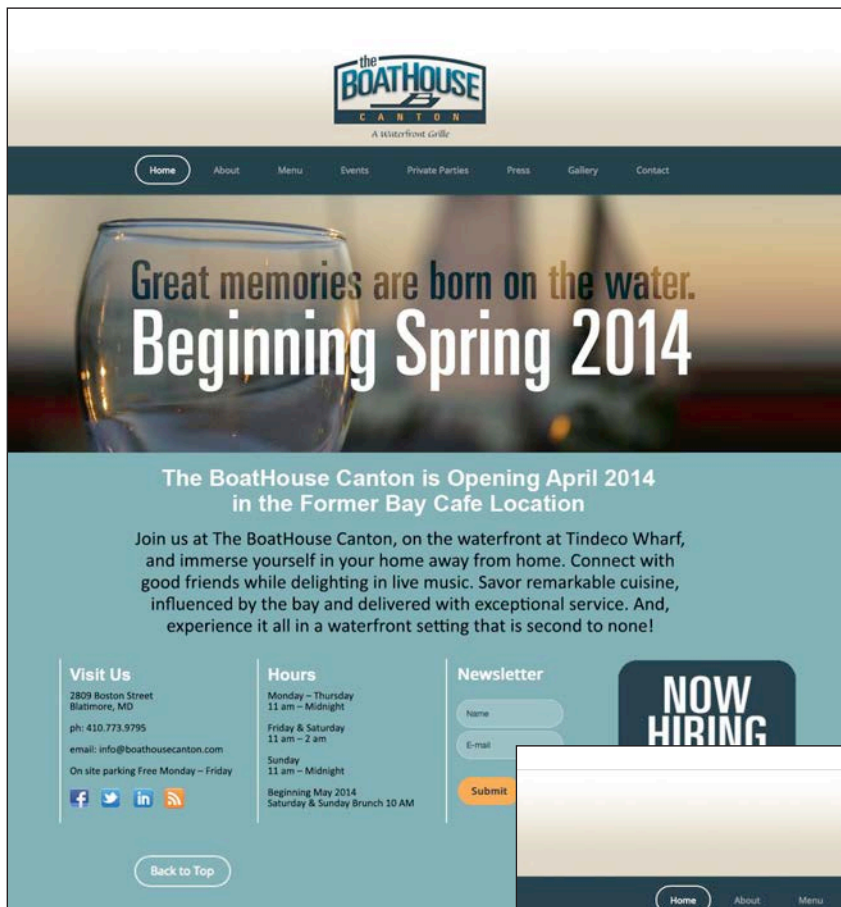 the
BOATHOUSE
CANTON
A Waterfront Grille
Home About Menu Events Private Parties Press Gallery Contact
Great memories are born on the water.
Beginning Spring 2014
The BoatHouse Canton is Opening April 2014
in the Former Bay Cafe Location
Join us at The BoatHouse Canton, on the waterfront at Tindeco Wharf,
and immerse yourself in your home away from home. Connect with
good friends while delighting in live music. Savor remarkable cuisine,
influenced by the bay and delivered with exceptional service. And,
experience it all in a waterfront setting that is second to none!
Visit Us
2809 Boston Street
Blatimore, MD
ph: 410.773.9795
email: info@boathousecanton.com
On site parking Free Monday – Friday
Hours
Monday – Thursday
11 am – Midnight
Friday & Saturday
11 am – 2 am
Sunday
11 am – Midnight
Beginning May 2014
Saturday & Sunday Brunch 10 AM
Newsletter
Name
E-mail
Submit
NOW
HIRING
Back to Top
Home About Menu